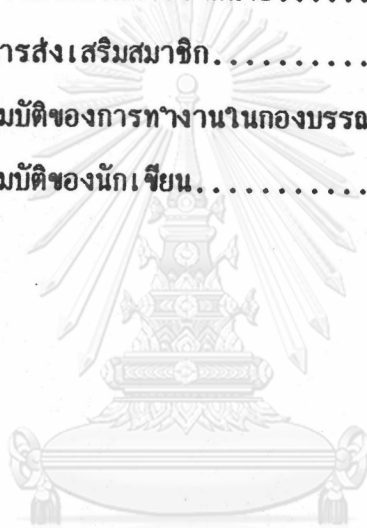 ารส่งเสริมสมาชิก..........
มบัติของการทำงานในกองบรรณ
มบัติของนักเขียน............